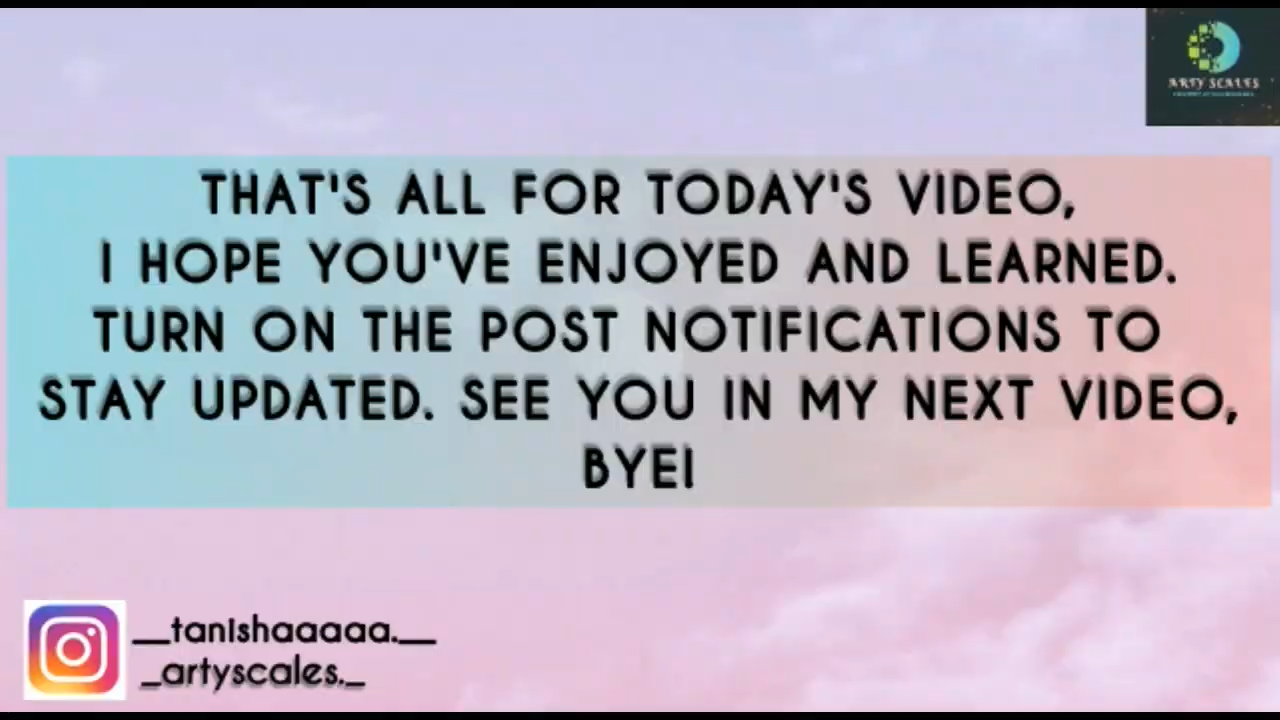 ARTY SCALES
THAT'S ALL FOR TODAY'S VIDEO,
I HOPE YOU'VE ENJOYED AND LEARNED.
TURN ON THE POST NOTIFICATIONS TO
STAY UPDATED. SEE YOU IN MY NEXT VIDEO,
BYE!
__tanishaaaaa.__
_artyscales._